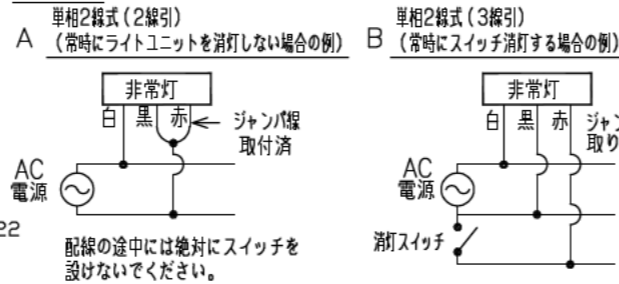 A 単相2線式(2線引)
(常時にライトユニットを消灯しない場合の例)
非常灯
白 黒 赤
ジャンパ線
取付済
AC
電源
22
配線の途中には絶対にスイッチを
設けないでください。
B 単相2線式(3線引)
(常時にスイッチ消灯する場合の例)
非常灯
白 黒 赤
ジャン
取り
AC
電源
消灯スイッチ